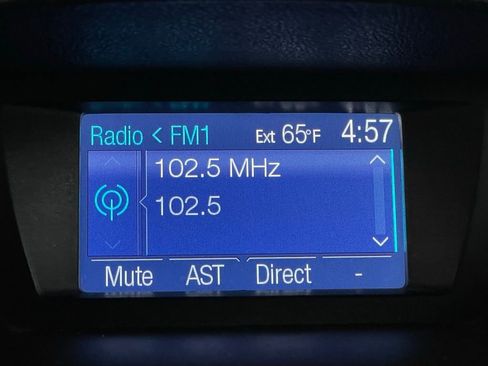 Radio < FM1 Ext 65°F 4:57
102.5 MHz
102.5
Mute AST Direct -